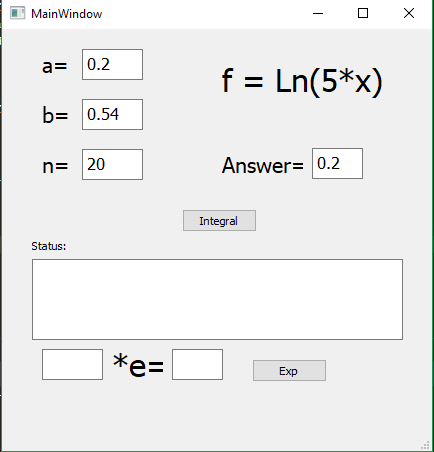 MainWindow
a= 0.2
f = Ln(5*x)
b= 0.54
n= 20
Answer= 0.2
Integral
Status:
*e=
Exp